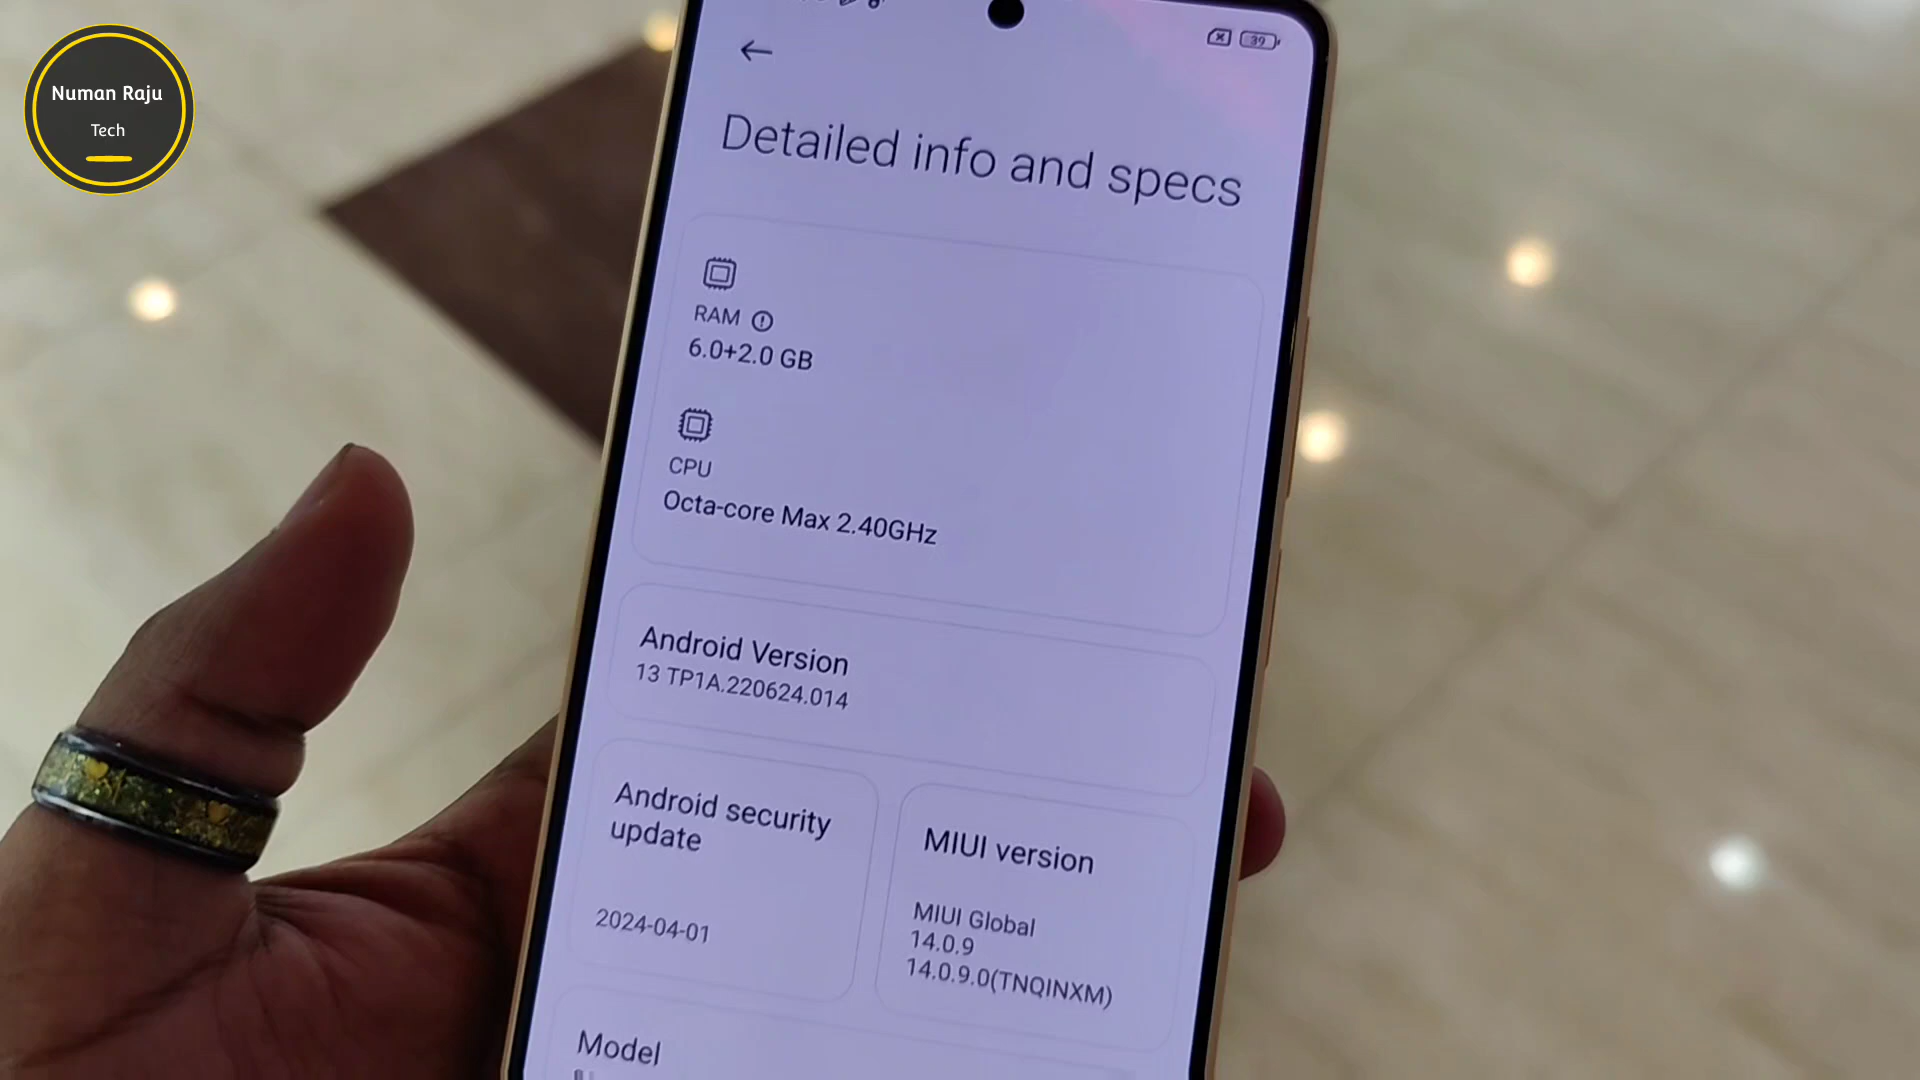 Numan Raju
Tech
39
Detailed info and specs
RAM
6.0+2.0 GB
CPU
Octa-core Max 2.40GHz
Android Version
13 TP1A.220624.014
Android security
update
2024-04-01
MIUI version
MIUI Global
14.0.9
14.0.9.0(TNQINXM)
Model